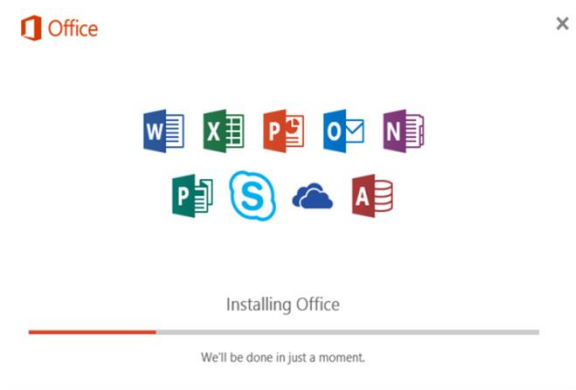 Office
W X P O N
P S A
Installing Office
We'll be done in just a moment.